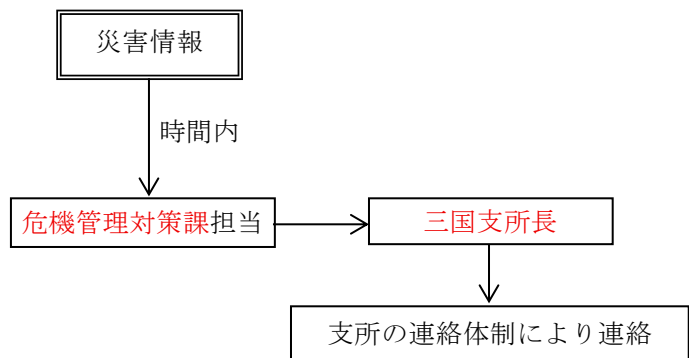 災害情報
時間内
危機管理対策課担当
三国支所長
支所の連絡体制により連絡